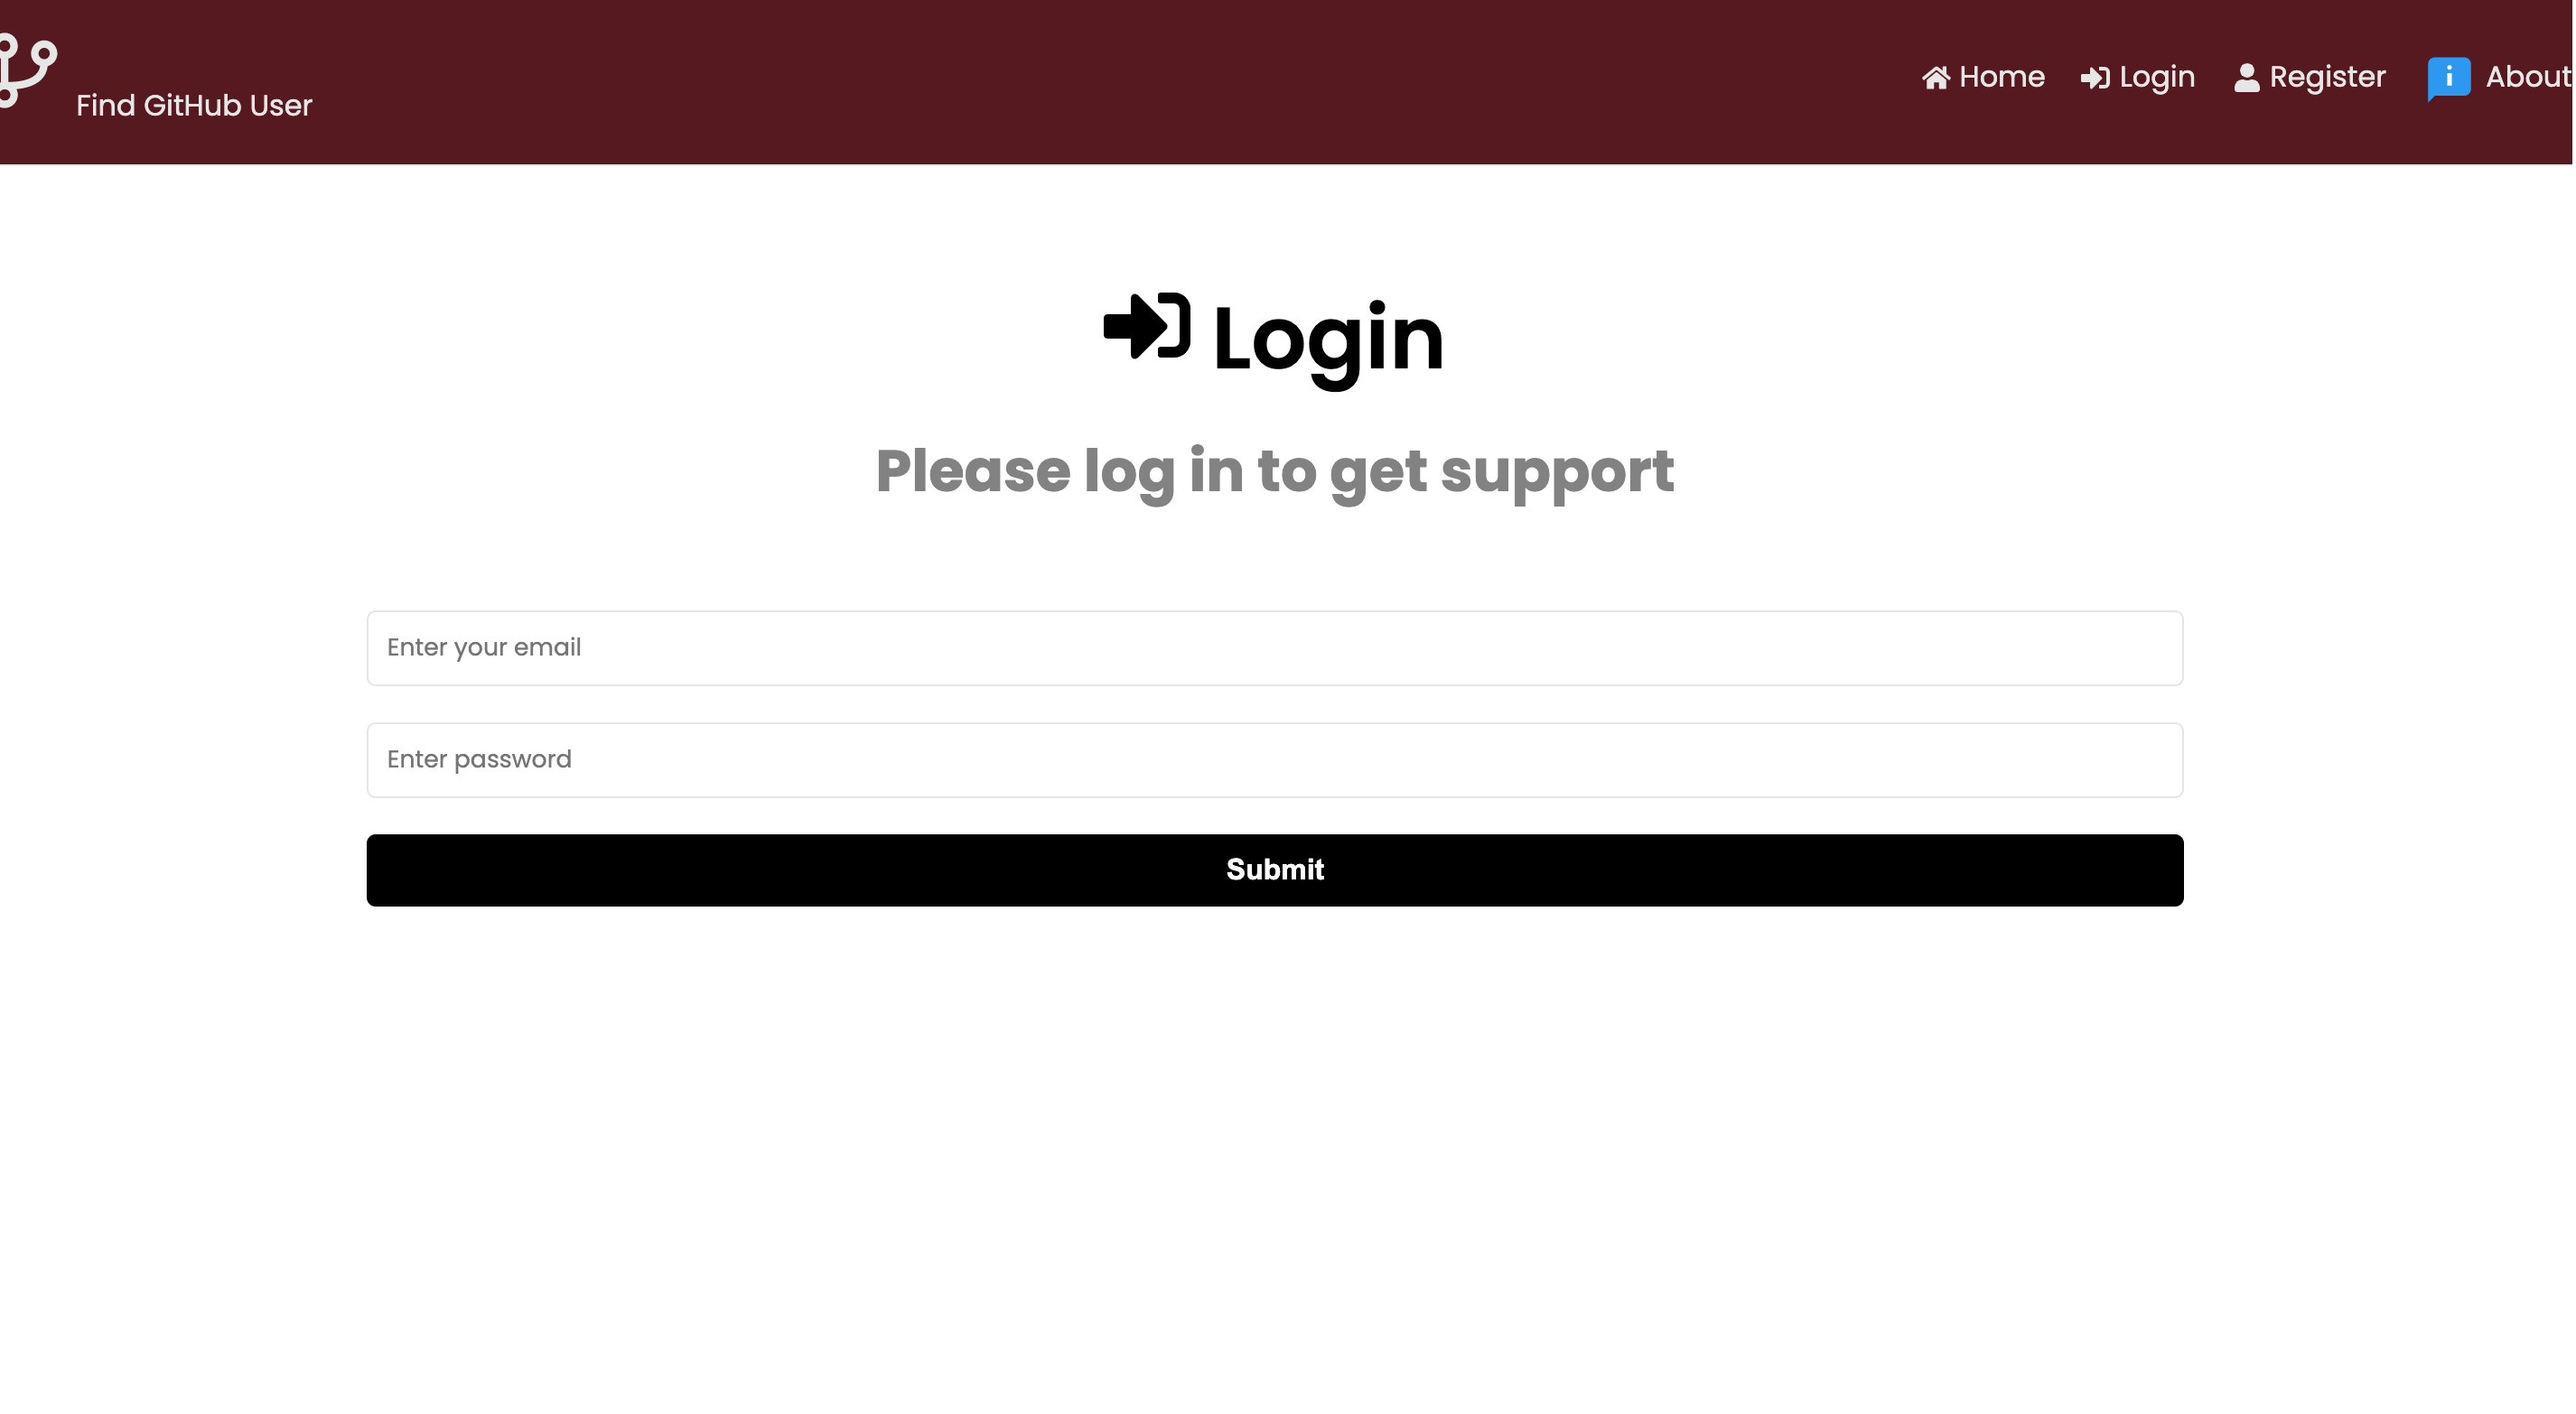 Find GitHub User
Home Login Register i About
Login
Please log in to get support
Enter your email
Enter password
Submit